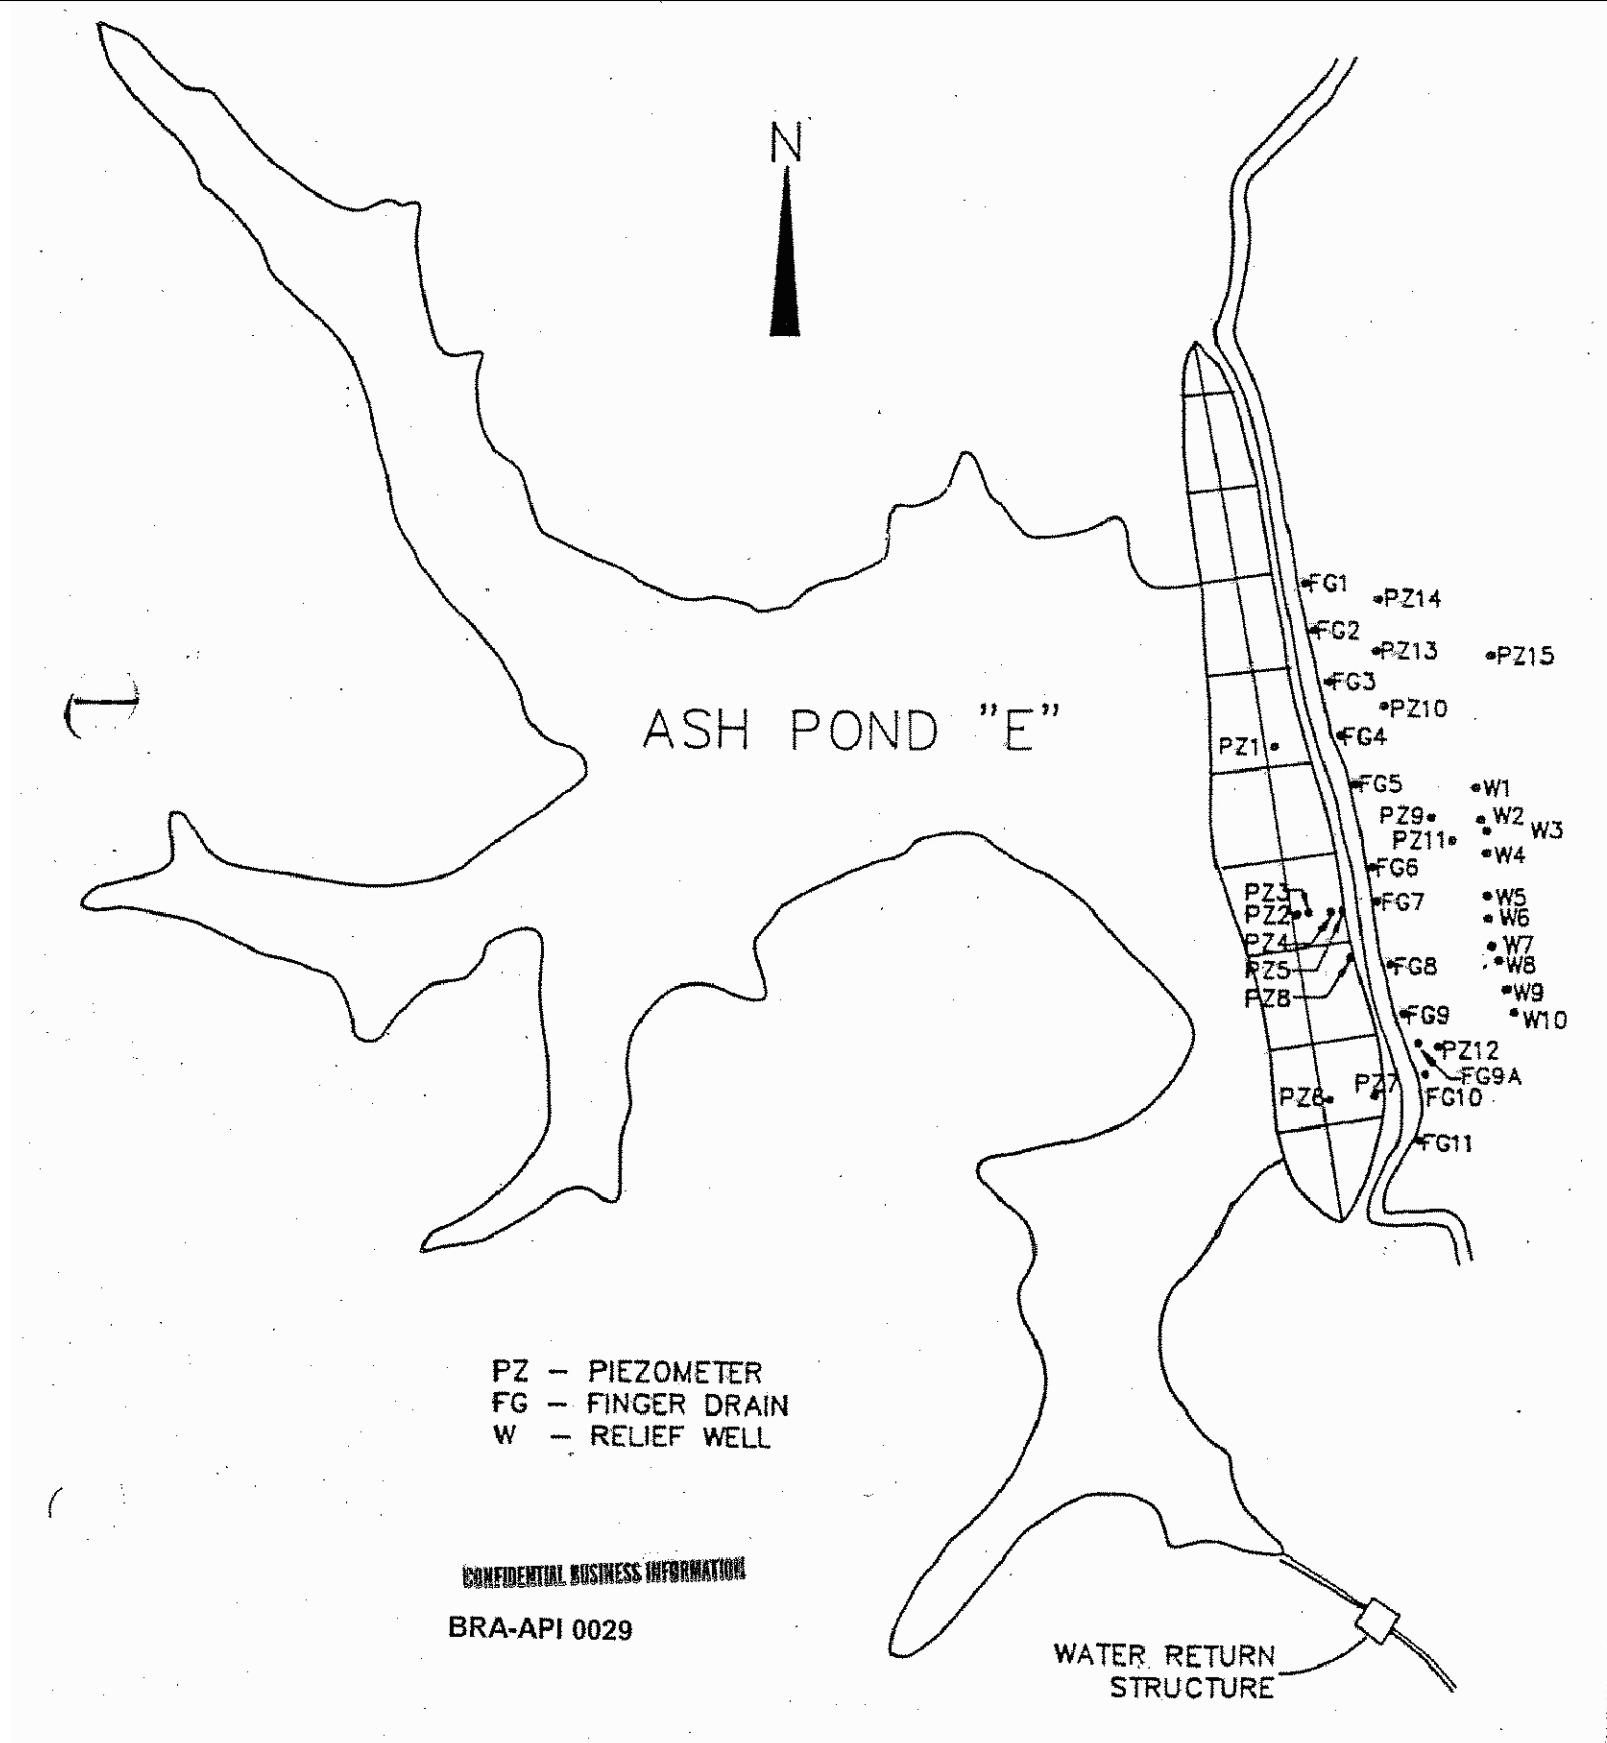 N
FG1
PZ14
FG2
PZ13
PZ15
FG3
PZ10
ASH POND "E"
PZ1
FG4
FG5
W1
PZ9
W2
W3
PZ11
W4
FG6
PZ3
FG7
W5
PZ2
W6
PZ4
W7
PZ5
FG8
W8
PZ8
W9
FG9
W10
PZ12
FG9A
PZ7
PZ6
FG10
FG11
PZ – PIEZOMETER
FG – FINGER DRAIN
W – RELIEF WELL
CONFIDENTIAL BUSINESS INFORMATION
BRA-API 0029
WATER RETURN
STRUCTURE